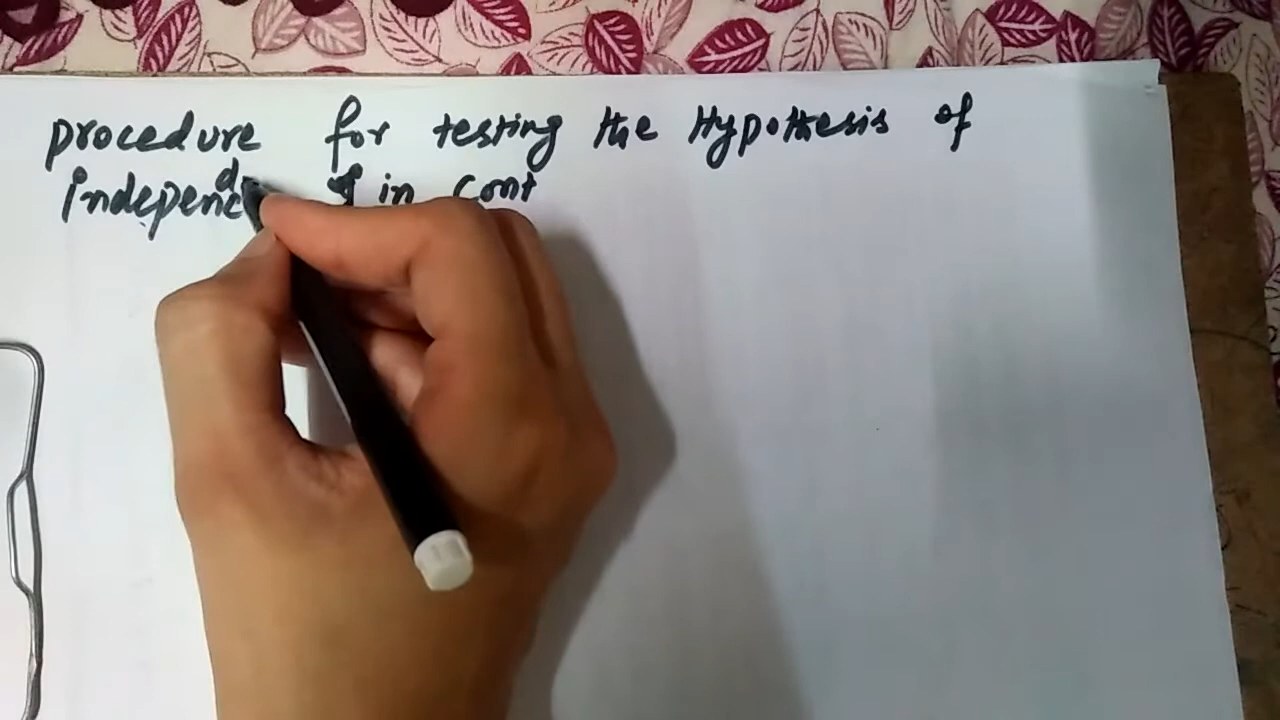 procedure for testing the Hypothesis of
in cont